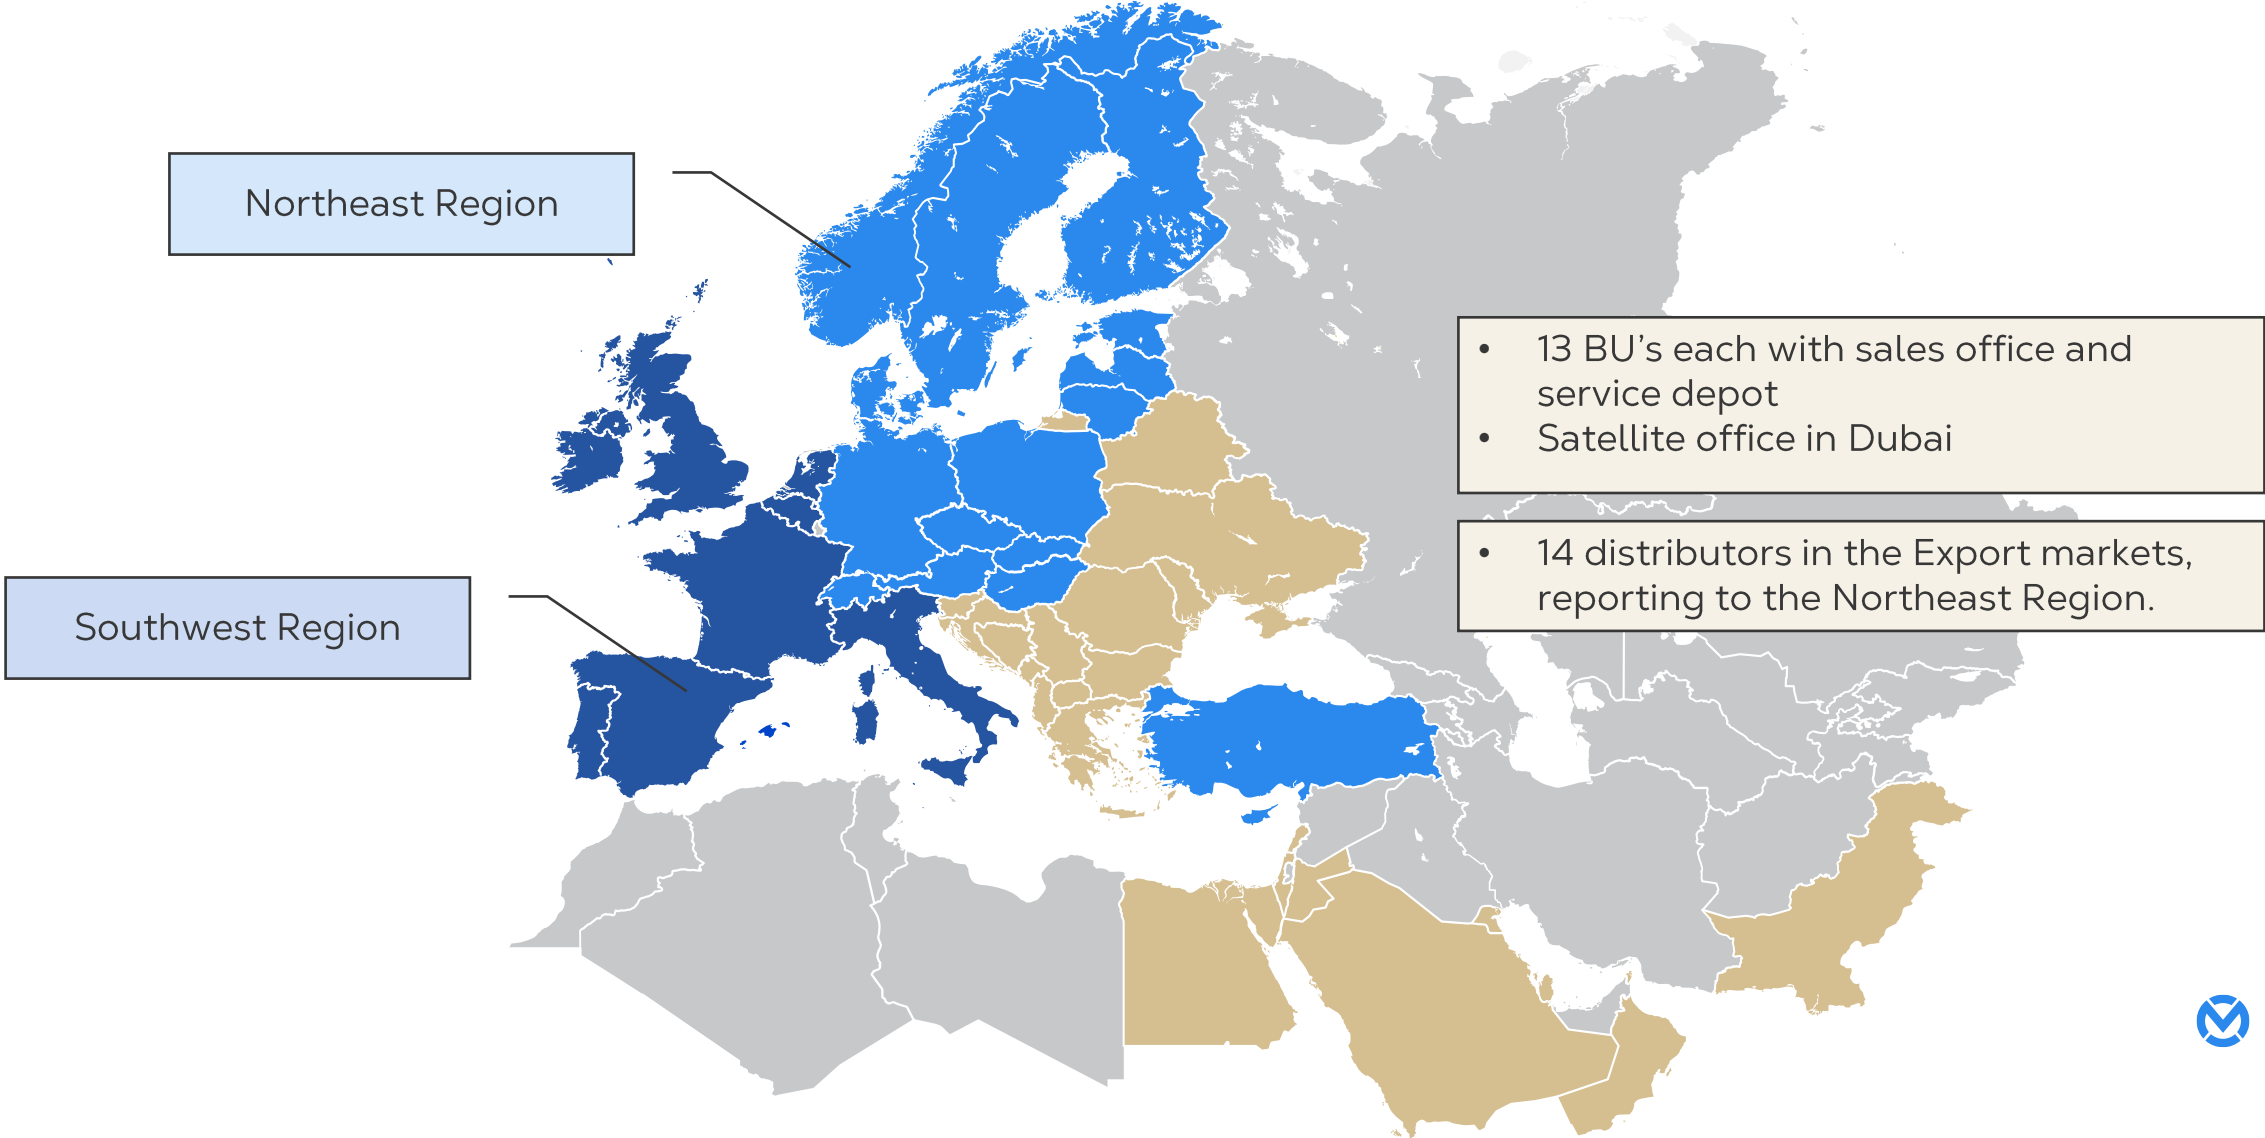 Northeast Region
• 13 BU’s each with sales office and
service depot
• Satellite office in Dubai
• 14 distributors in the Export markets,
reporting to the Northeast Region.
Southwest Region